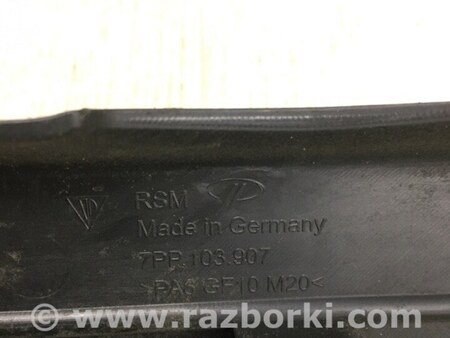 RSM
Made in Germany
7PP.103.907
>PA6 GF10 M20<
www.razborki.com